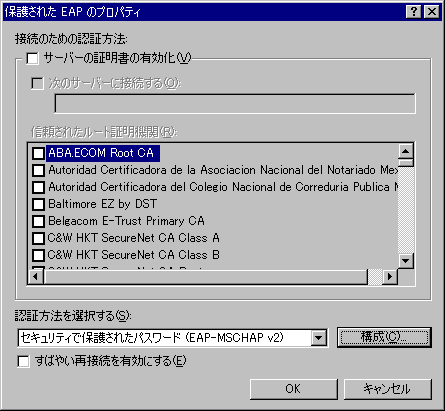 保護された EAP のプロパティ
接続のための認証方法:
サーバーの証明書の有効化(V)
次のサーバーに接続する(O):
信頼されたルート証明機関(R):
ABA.ECOM Root CA
Autoridad Certificadora de la Asociacion Nacional del Notariado Mex
Autoridad Certificadora del Colegio Nacional de Correduria Publica M
Baltimore EZ by DST
Belgacom E-Trust Primary CA
C&W HKT SecureNet CA Class A
C&W HKT SecureNet CA Class B
認証方法を選択する(S):
セキュリティで保護されたパスワード (EAP-MSCHAP v2)
構成(C)...
すばやい再接続を有効にする(E)
OK
キャンセル